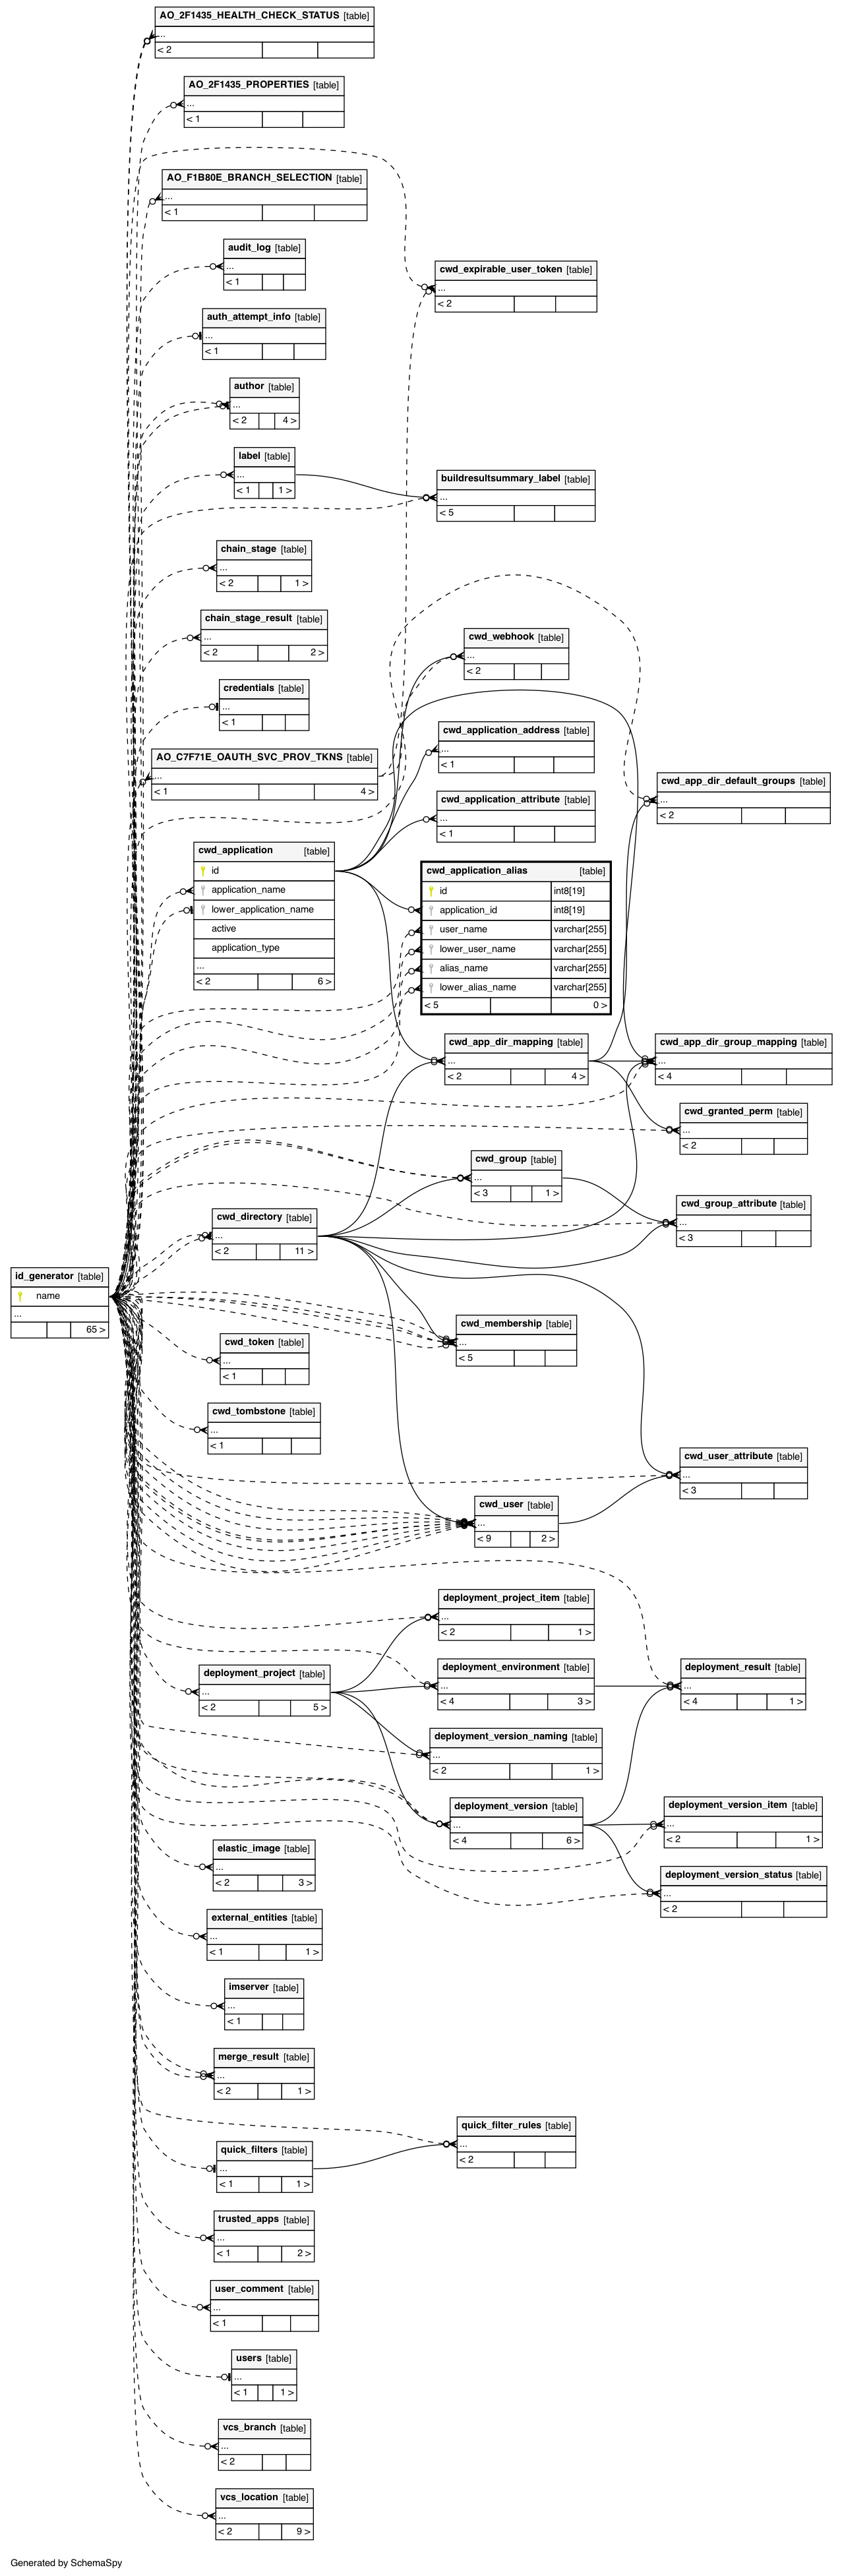 AO_2F1435_HEALTH_CHECK_STATUS [table]
...
< 2
AO_2F1435_PROPERTIES [table]
...
< 1
AO_F1B80E_BRANCH_SELECTION [table]
...
< 1
audit_log [table]
...
< 1
cwd_expirable_user_token [table]
...
< 2
auth_attempt_info [table]
...
< 1
author [table]
...
< 2 4 >
label [table]
...
< 1 1 >
buildresultsummary_label [table]
...
< 5
chain_stage [table]
...
< 2 1 >
chain_stage_result [table]
...
< 2 2 >
cwd_webhook [table]
...
< 2
credentials [table]
...
< 1
AO_C7F71E_OAUTH_SVC_PROV_TKNS [table]
...
< 1 4 >
cwd_application_address [table]
...
< 1
cwd_app_dir_default_groups [table]
...
< 2
cwd_application_attribute [table]
...
< 1
cwd_application [table]
id
application_name
lower_application_name
active
application_type
...
< 2 6 >
cwd_application_alias [table]
id int8[19]
application_id int8[19]
user_name varchar[255]
lower_user_name varchar[255]
alias_name varchar[255]
lower_alias_name varchar[255]
< 5 0 >
cwd_app_dir_mapping [table]
...
< 2 4 >
cwd_app_dir_group_mapping [table]
...
< 4
cwd_granted_perm [table]
...
< 2
cwd_group [table]
...
< 3 1 >
cwd_group_attribute [table]
...
< 3
cwd_directory [table]
...
< 2 11 >
id_generator [table]
name
...
65 >
cwd_membership [table]
...
< 5
cwd_token [table]
...
< 1
cwd_tombstone [table]
...
< 1
cwd_user_attribute [table]
...
< 3
cwd_user [table]
...
< 9 2 >
deployment_project_item [table]
...
< 2 1 >
deployment_project [table]
...
< 2 5 >
deployment_environment [table]
...
< 4 3 >
deployment_result [table]
...
< 4 1 >
deployment_version_naming [table]
...
< 2 1 >
deployment_version [table]
...
< 4 6 >
deployment_version_item [table]
...
< 2 1 >
elastic_image [table]
...
< 2 3 >
deployment_version_status [table]
...
< 2
external_entities [table]
...
< 1 1 >
imserver [table]
...
< 1
merge_result [table]
...
< 2 1 >
quick_filter_rules [table]
...
< 2
quick_filters [table]
...
< 1 1 >
trusted_apps [table]
...
< 1 2 >
user_comment [table]
...
< 1
users [table]
...
< 1 1 >
vcs_branch [table]
...
< 2
vcs_location [table]
...
< 2 9 >
Generated by SchemaSpy